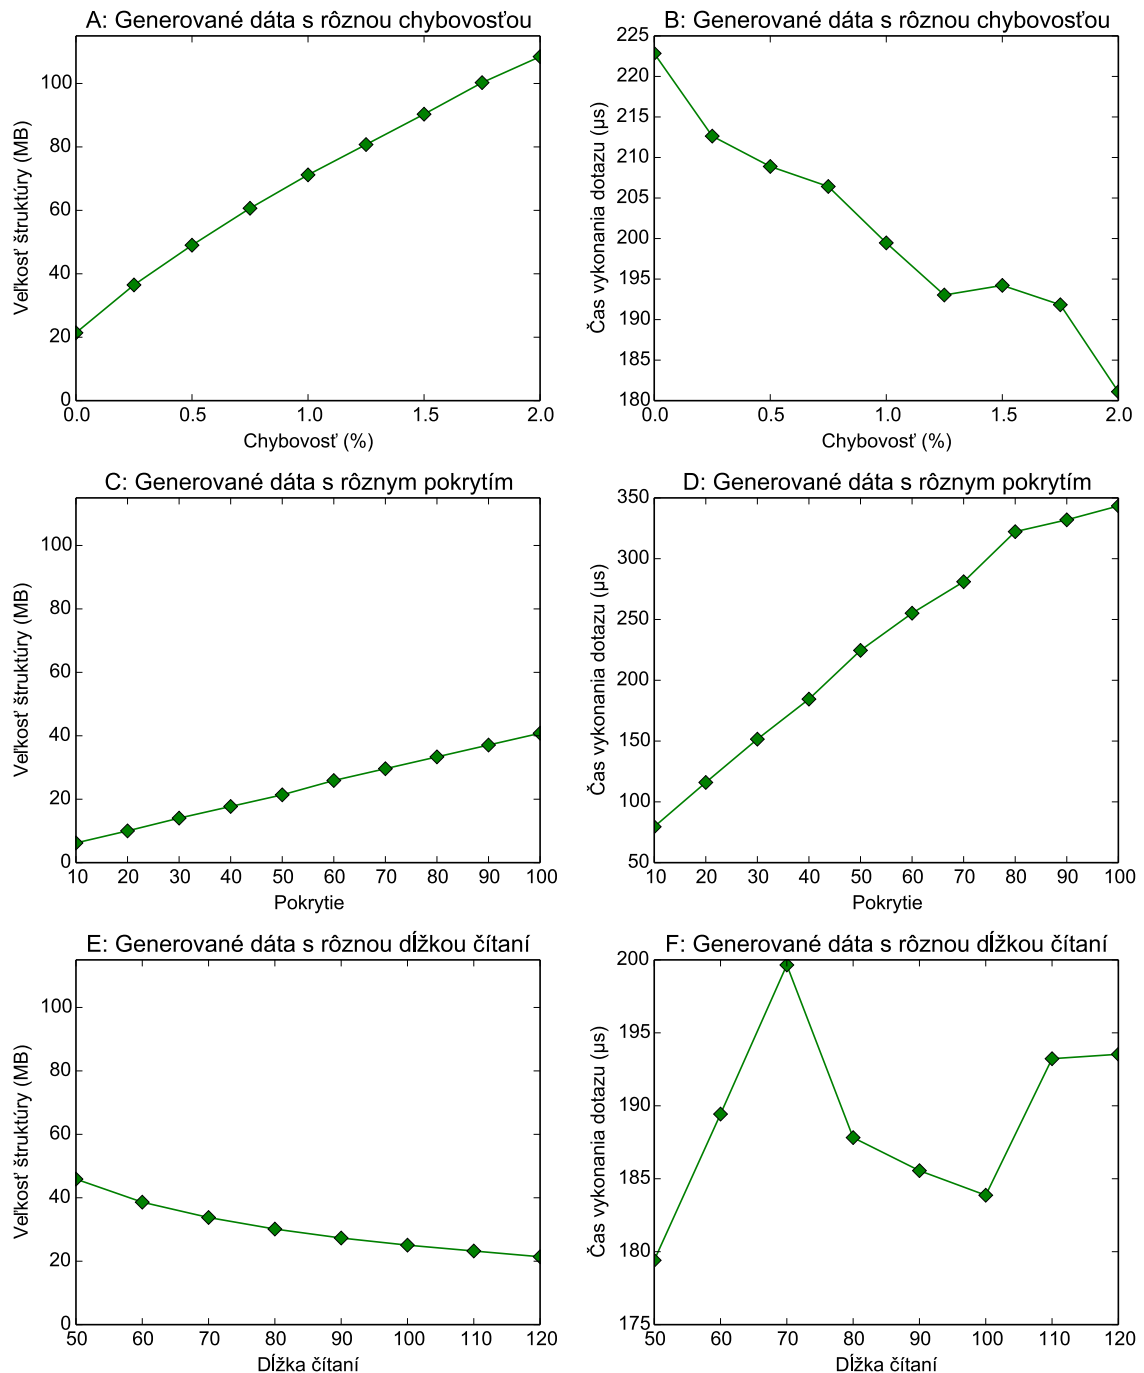 A: Generované dáta s rôznou chybovosťou
Veľkosť štruktúry (MB)
100
80
60
40
20
0
0.0 0.5 1.0 1.5 2.0
Chybovosť (%)
B: Generované dáta s rôznou chybovosťou
Čas vykonania dotazu (µs)
225
220
215
210
205
200
195
190
185
180
0.0 0.5 1.0 1.5 2.0
Chybovosť (%)
C: Generované dáta s rôznym pokrytím
Veľkosť štruktúry (MB)
100
80
60
40
20
0
10 20 30 40 50 60 70 80 90 100
Pokrytie
D: Generované dáta s rôznym pokrytím
Čas vykonania dotazu (µs)
350
300
250
200
150
100
50
10 20 30 40 50 60 70 80 90 100
Pokrytie
E: Generované dáta s rôznou dĺžkou čítaní
Veľkosť štruktúry (MB)
100
80
60
40
20
0
50 60 70 80 90 100 110 120
Dĺžka čítaní
F: Generované dáta s rôznou dĺžkou čítaní
Čas vykonania dotazu (µs)
200
195
190
185
180
175
50 60 70 80 90 100 110 120
Dĺžka čítaní